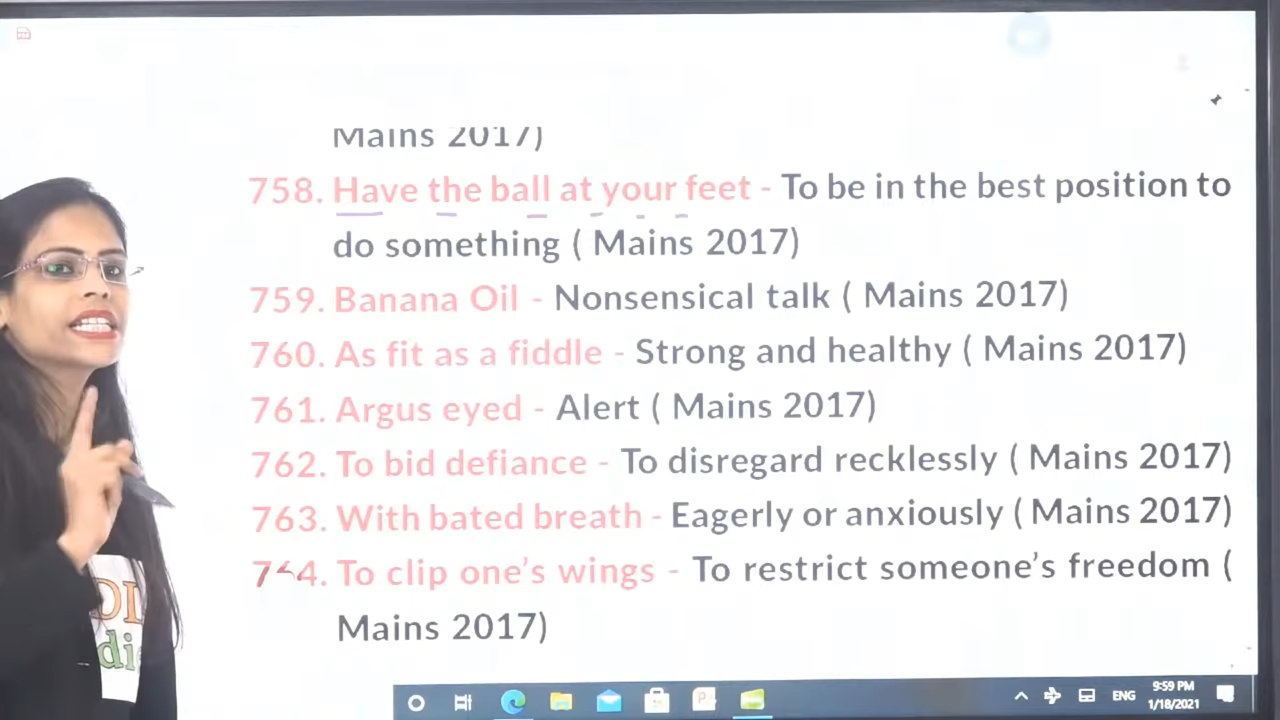 Mains 2017)
758. Have the ball at your feet - To be in the best position to
do something ( Mains 2017)
759. Banana Oil - Nonsensical talk ( Mains 2017)
760. As fit as a fiddle - Strong and healthy ( Mains 2017)
761. Argus eyed - Alert ( Mains 2017)
762. To bid defiance - To disregard recklessly ( Mains 2017)
763. With bated breath - Eagerly or anxiously ( Mains 2017)
764. To clip one's wings - To restrict someone's freedom (
Mains 2017)
ENG
9:59 PM
1/18/2021